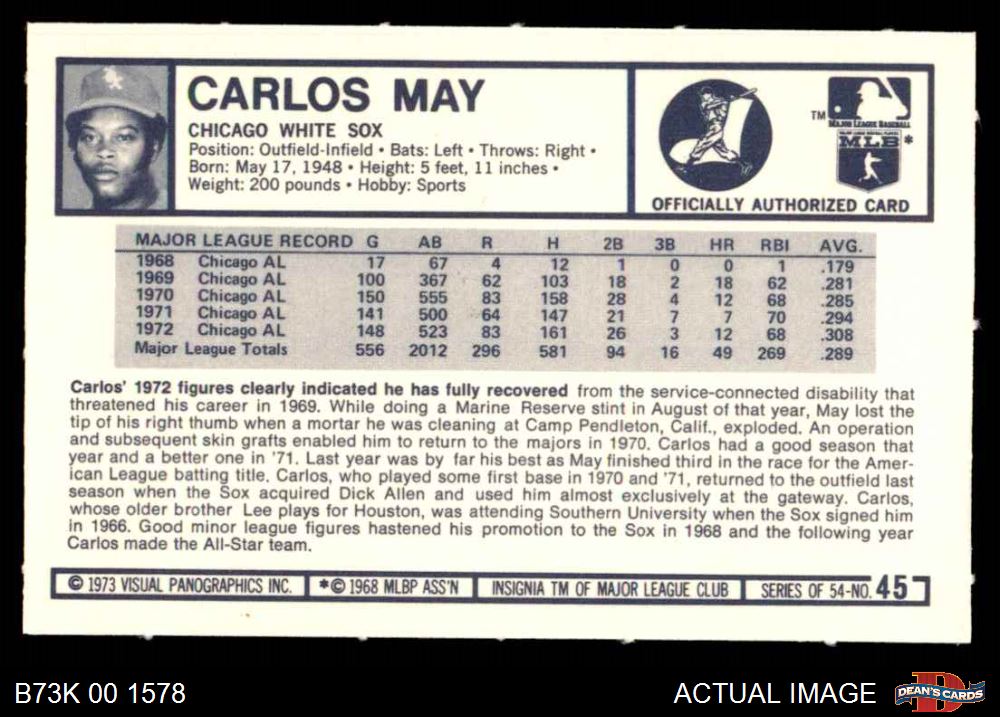 CARLOS MAY
CHICAGO WHITE SOX
Position: Outfield-Infield • Bats: Left • Throws: Right •
Born: May 17, 1948 • Height: 5 feet, 11 inches •
Weight: 200 pounds • Hobby: Sports
TM
MAJOR LEAGUE BASEBALL
MAJOR LEAGUE BASEBALL PLAYERS
MLB *
OFFICIALLY AUTHORIZED CARD
MAJOR LEAGUE RECORD G AB R H 2B 3B HR RBI AVG.
1968 Chicago AL 17 67 4 12 1 0 0 1 .179
1969 Chicago AL 100 367 62 103 18 2 18 62 .281
1970 Chicago AL 150 555 83 158 28 4 12 68 .285
1971 Chicago AL 141 500 64 147 21 7 7 70 .294
1972 Chicago AL 148 523 83 161 26 3 12 68 .308
Major League Totals 556 2012 296 581 94 16 49 269 .289
Carlos' 1972 figures clearly indicated he has fully recovered from the service-connected disability that
threatened his career in 1969. While doing a Marine Reserve stint in August of that year, May lost the
tip of his right thumb when a mortar he was cleaning at Camp Pendleton, Calif., exploded. An operation
and subsequent skin grafts enabled him to return to the majors in 1970. Carlos had a good season that
year and a better one in '71. Last year was by far his best as May finished third in the race for the Amer-
ican League batting title. Carlos, who played some first base in 1970 and '71, returned to the outfield last
season when the Sox acquired Dick Allen and used him almost exclusively at the gateway. Carlos,
whose older brother Lee plays for Houston, was attending Southern University when the Sox signed him
in 1966. Good minor league figures hastened his promotion to the Sox in 1968 and the following year
Carlos made the All-Star team.
© 1973 VISUAL PANOGRAPHICS INC. *© 1968 MLBP ASS'N INSIGNIA TM OF MAJOR LEAGUE CLUB SERIES OF 54-NO. 45
B73K 00 1578 ACTUAL IMAGE DEAN'S CARDS